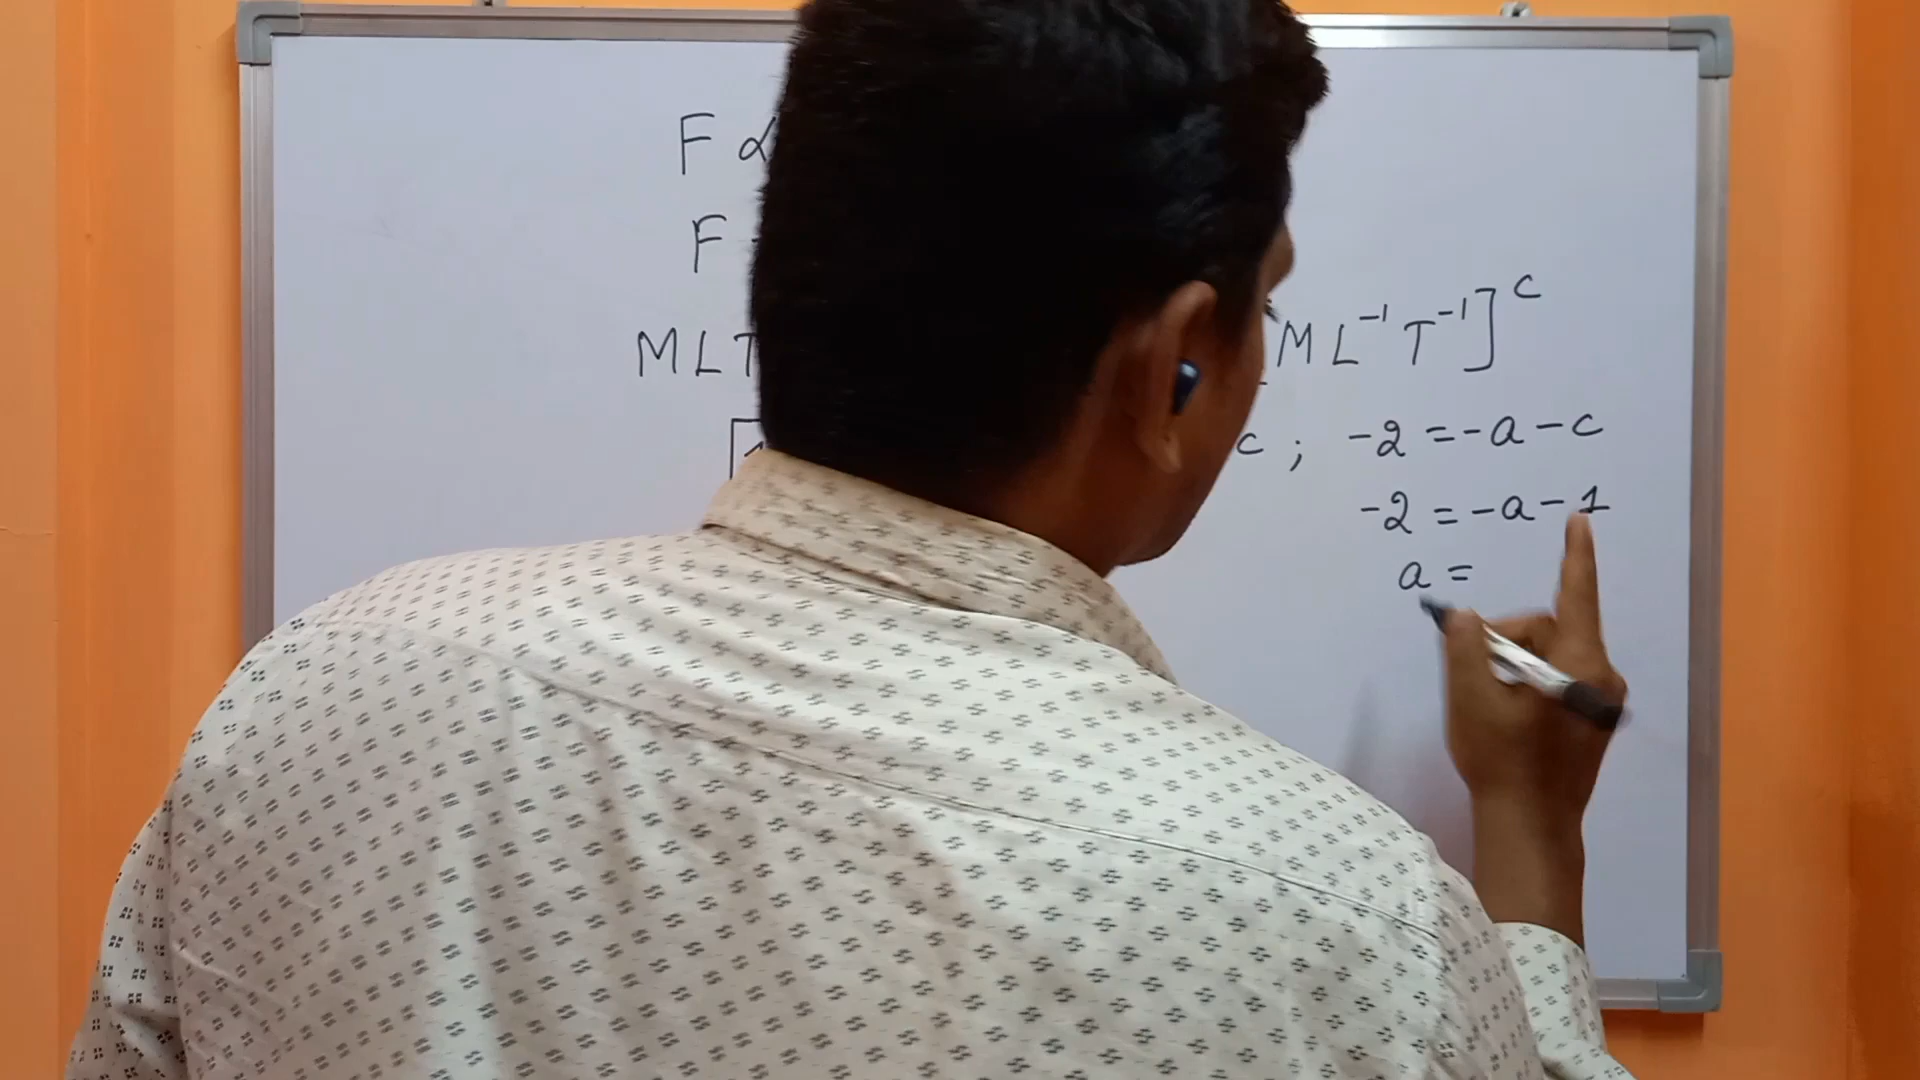 F α
F
MLT ML⁻¹T⁻¹]ᶜ
c ; -2 = -a - c
-2 = -a - 1
a =